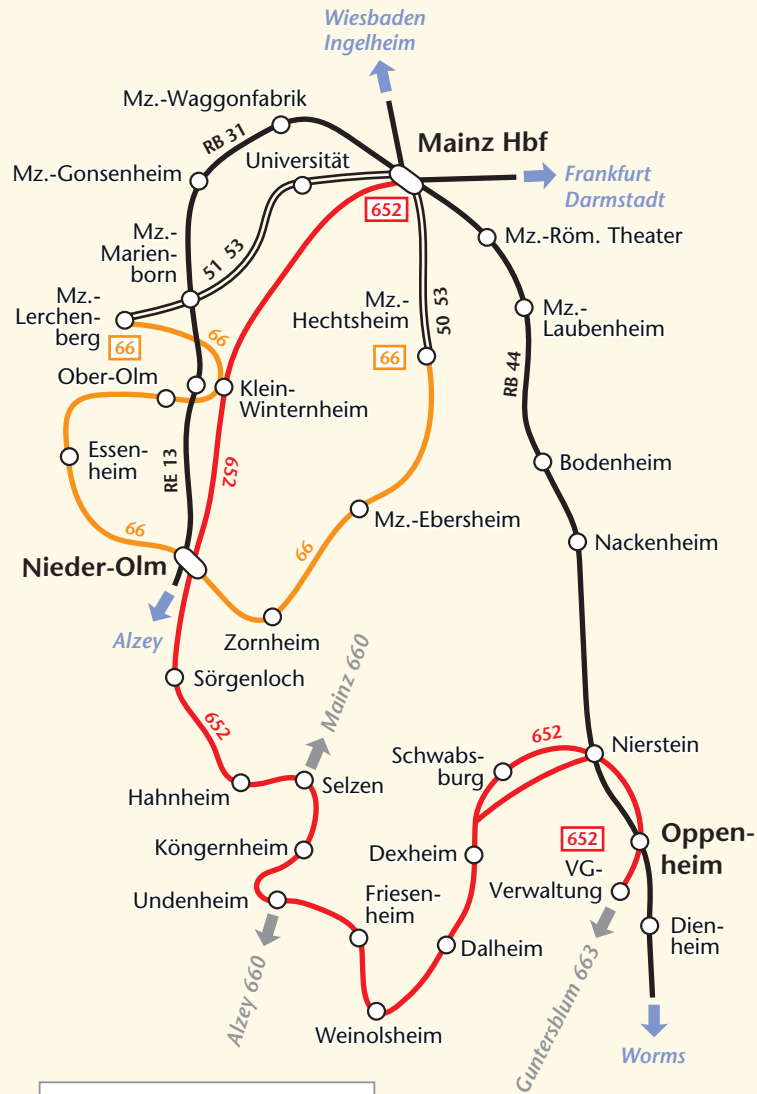 Wiesbaden
Ingelheim
Mz.-Waggonfabrik
RB 31
Universität
Mainz Hbf
Mz.-Gonsenheim
652
Frankfurt
Darmstadt
Mz.-
Marien-
born
51 53
Mz.-Röm. Theater
Mz.-
Lerchen-
berg
66
66
Mz.-
Hechtsheim
66
50 53
Mz.-
Laubenheim
RB 44
Ober-Olm
Klein-
Winternheim
Essen-
heim
RE 13
652
Bodenheim
66
Mz.-Ebersheim
66
Nackenheim
Nieder-Olm
Alzey
Zornheim
Mainz 660
Sörgenloch
652
652
Nierstein
Schwabs-
burg
Hahnheim
Selzen
Köngernheim
Dexheim
652
Oppen-
heim
VG-
Verwaltung
Undenheim
Friesen-
heim
Dalheim
Dien-
heim
Alzey 660
Guntersblum 663
Weinolsheim
Worms